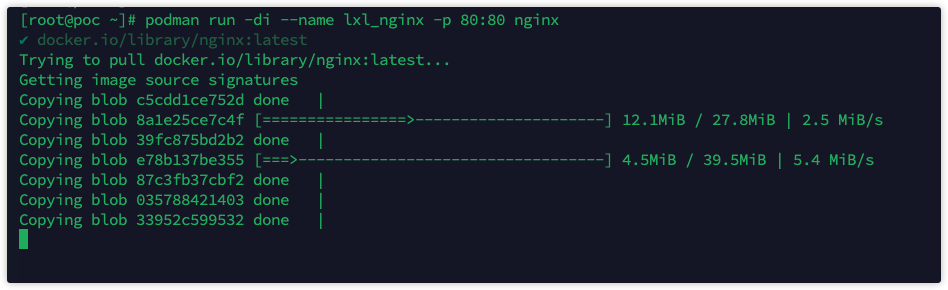 [root@poc ~]# podman run -di --name lxl_nginx -p 80:80 nginx
✔ docker.io/library/nginx:latest
Trying to pull docker.io/library/nginx:latest...
Getting image source signatures
Copying blob c5cdd1ce752d done   |
Copying blob 8a1e25ce7c4f [================>---------------------] 12.1MiB / 27.8MiB | 2.5 MiB/s
Copying blob 39fc875bd2b2 done   |
Copying blob e78b137be355 [===>----------------------------------] 4.5MiB / 39.5MiB | 5.4 MiB/s
Copying blob 87c3fb37cbf2 done   |
Copying blob 035788421403 done   |
Copying blob 33952c599532 done   |